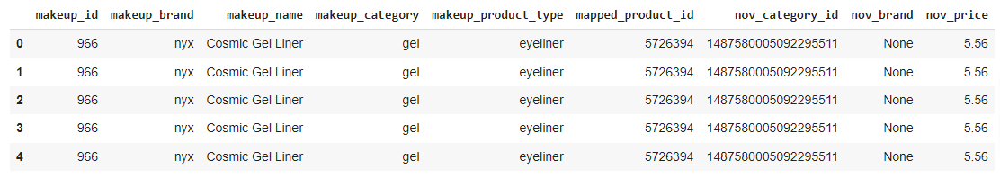 makeup_id makeup_brand makeup_name makeup_category makeup_product_type mapped_product_id nov_category_id nov_brand nov_price
0 966 nyx Cosmic Gel Liner gel eyeliner 5726394 1487580005092295511 None 5.56
1 966 nyx Cosmic Gel Liner gel eyeliner 5726394 1487580005092295511 None 5.56
2 966 nyx Cosmic Gel Liner gel eyeliner 5726394 1487580005092295511 None 5.56
3 966 nyx Cosmic Gel Liner gel eyeliner 5726394 1487580005092295511 None 5.56
4 966 nyx Cosmic Gel Liner gel eyeliner 5726394 1487580005092295511 None 5.56